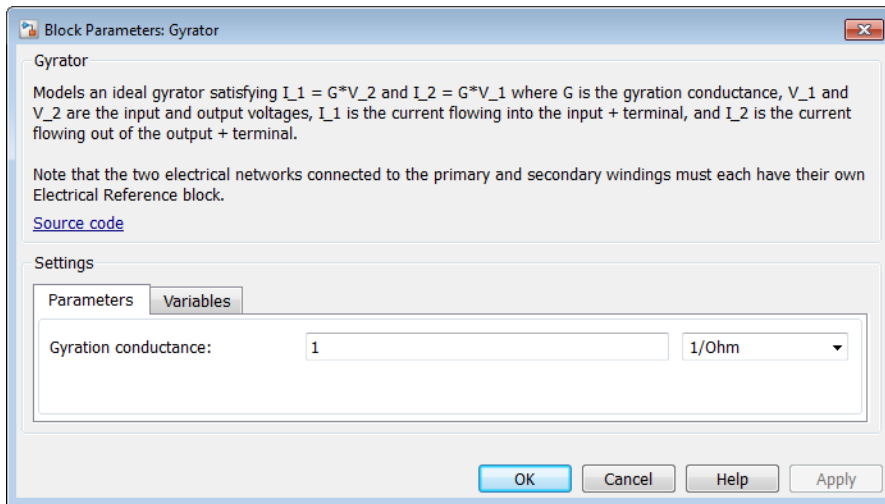 Block Parameters: Gyrator
Gyrator
Models an ideal gyrator satisfying I_1 = G*V_2 and I_2 = G*V_1 where G is the gyration conductance, V_1 and
V_2 are the input and output voltages, I_1 is the current flowing into the input + terminal, and I_2 is the current
flowing out of the output + terminal.
Note that the two electrical networks connected to the primary and secondary windings must each have their own
Electrical Reference block.
Source code
Settings
Parameters Variables
Gyration conductance: 1 1/Ohm
OK Cancel Help Apply